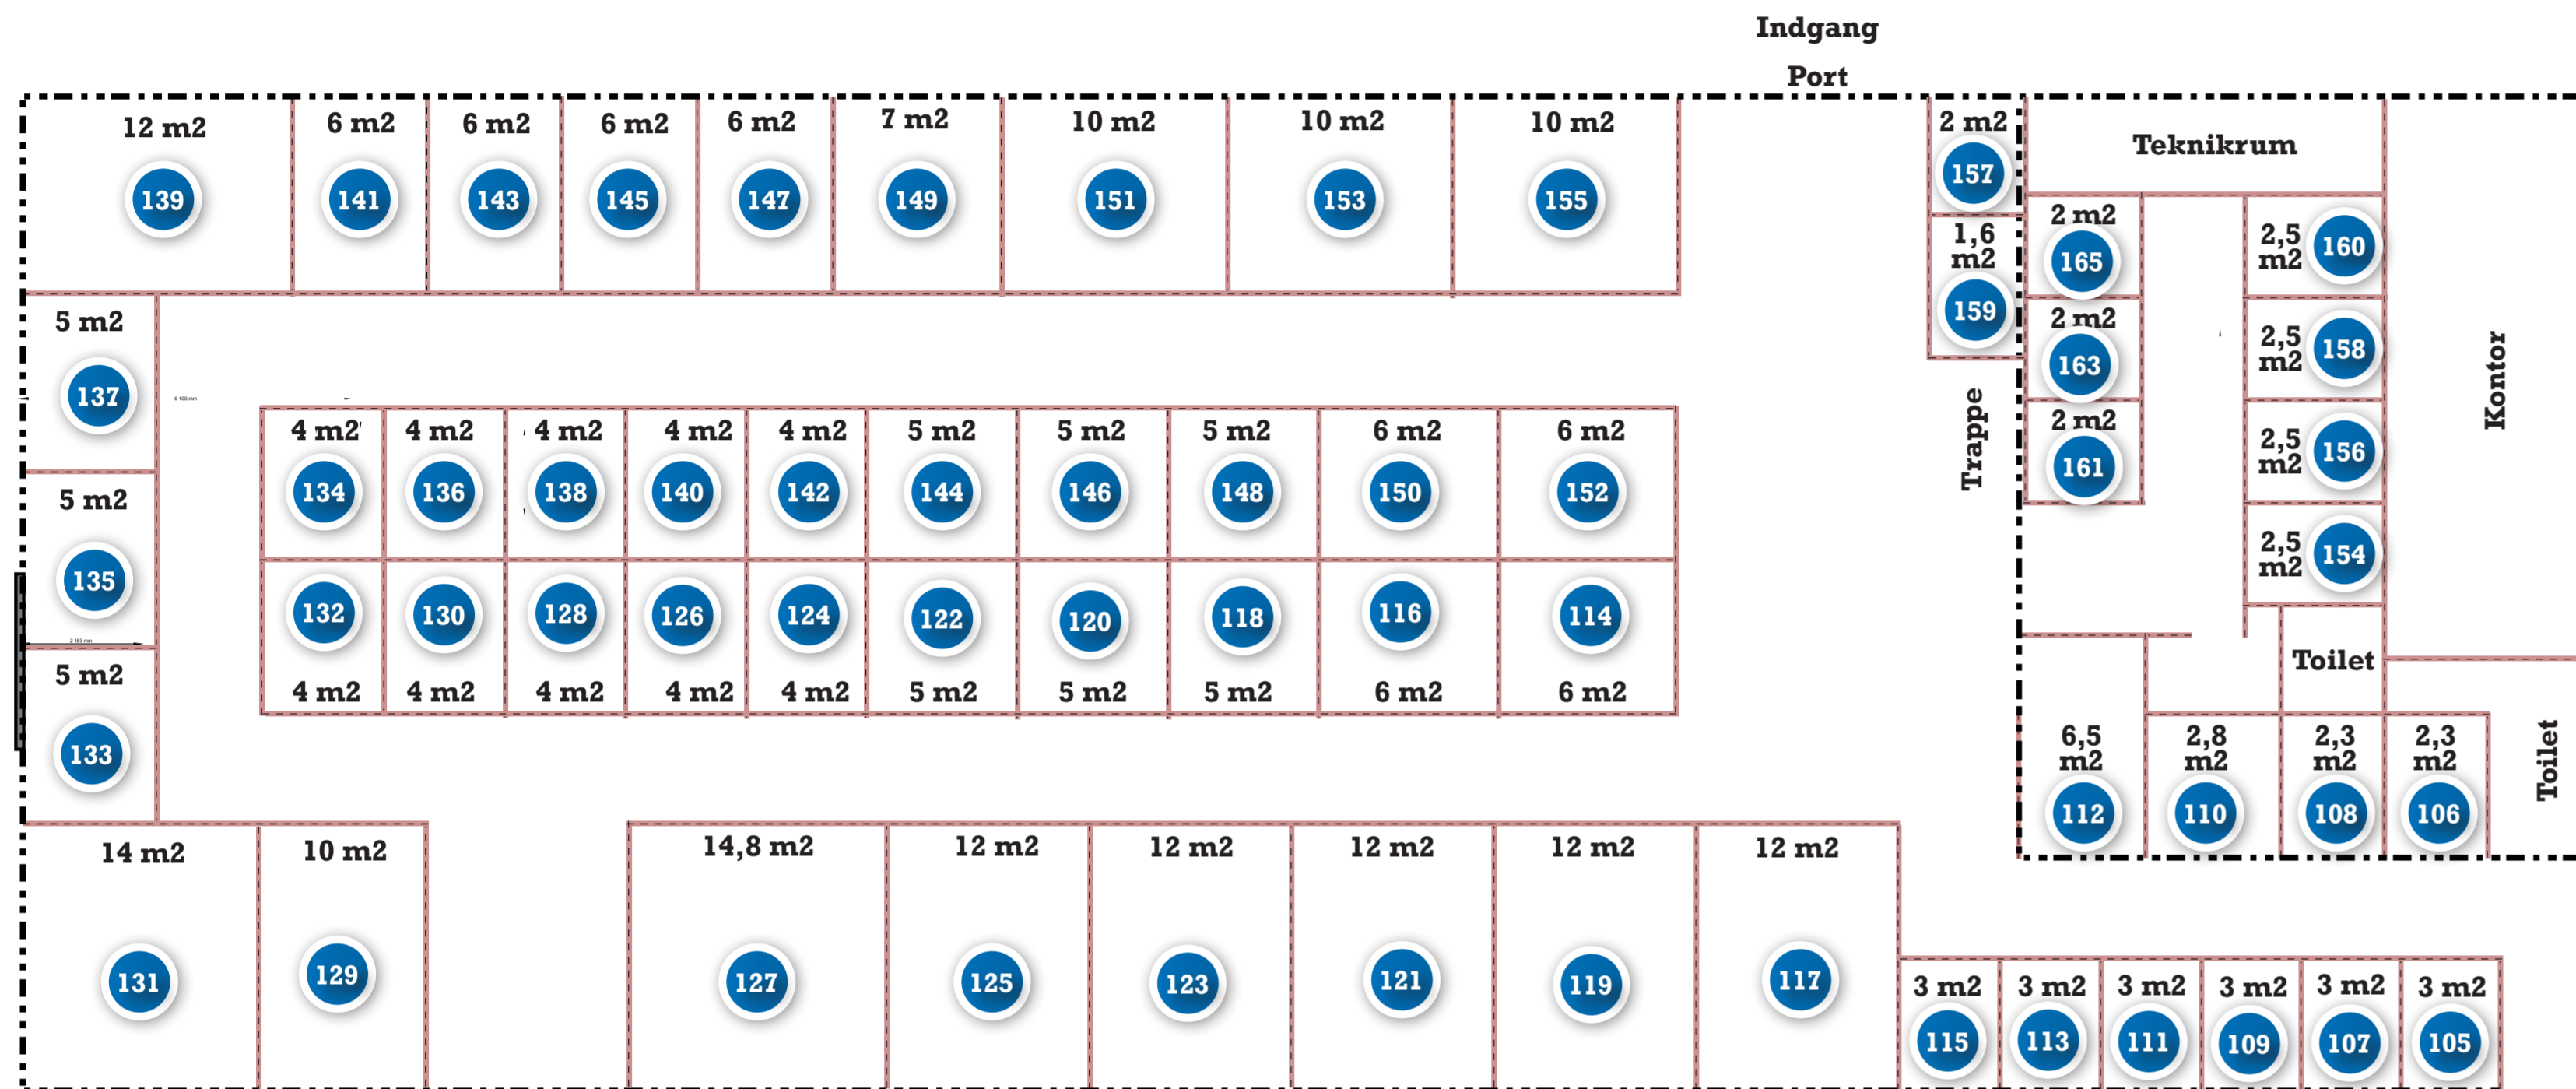 Indgang
Port
12 m2
139
6 m2
141
6 m2
143
6 m2
145
6 m2
147
7 m2
149
10 m2
151
10 m2
153
10 m2
155
2 m2
157
1,6
m2
159
Trappe
Teknikrum
2 m2
165
2 m2
163
2 m2
161
2,5
m2
160
2,5
m2
158
2,5
m2
156
2,5
m2
154
Kontor
5 m2
137
5 m2
135
2 183 mm
5 m2
133
6 100 mm
4 m2
134
4 m2
136
4 m2
138
4 m2
140
4 m2
142
5 m2
144
5 m2
146
5 m2
148
6 m2
150
6 m2
152
132
4 m2
130
4 m2
128
4 m2
126
4 m2
124
4 m2
122
5 m2
120
5 m2
118
5 m2
116
6 m2
114
6 m2
Toilet
Toilet
6,5
m2
112
2,8
m2
110
2,3
m2
108
2,3
m2
106
14 m2
131
10 m2
129
14,8 m2
127
12 m2
125
12 m2
123
12 m2
121
12 m2
119
12 m2
117
3 m2
115
3 m2
113
3 m2
111
3 m2
109
3 m2
107
3 m2
105